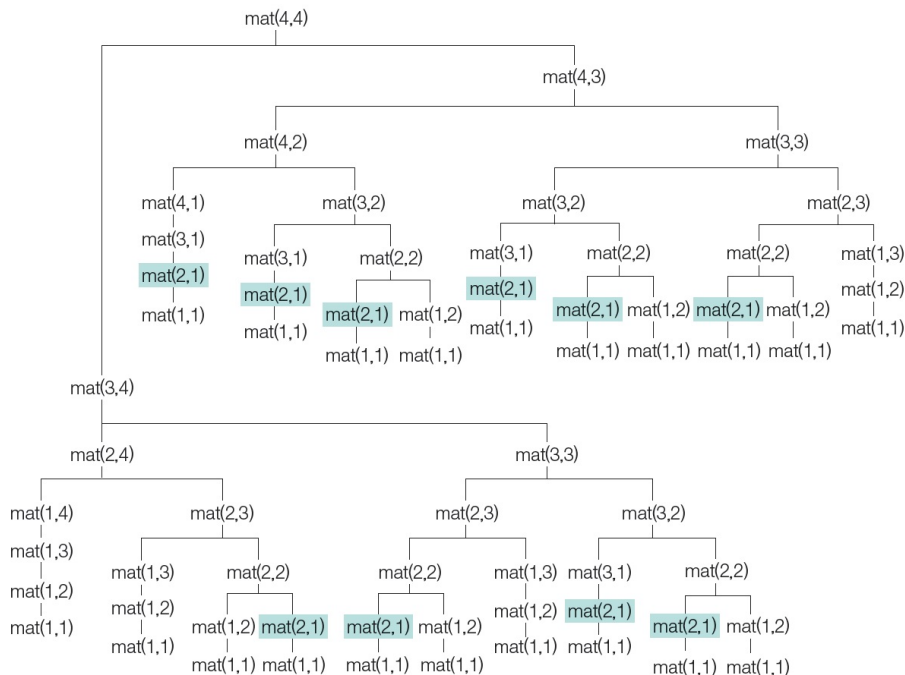 mat(4,4)
mat(4,3)
mat(4,2) mat(3,3)
mat(4,1) mat(3,2) mat(3,2) mat(2,3)
mat(3,1) mat(3,1) mat(2,2) mat(3,1) mat(2,2) mat(2,2) mat(1,3)
mat(2,1) mat(2,1) mat(2,1) mat(1,2) mat(2,1) mat(2,1) mat(1,2) mat(2,1) mat(1,2) mat(1,2)
mat(1,1) mat(1,1) mat(1,1) mat(1,1) mat(1,1) mat(1,1) mat(1,1) mat(1,1) mat(1,1) mat(1,1)
mat(3,4)
mat(2,4) mat(3,3)
mat(1,4) mat(2,3) mat(2,3) mat(3,2)
mat(1,3) mat(1,3) mat(2,2) mat(2,2) mat(1,3) mat(3,1) mat(2,2)
mat(1,2) mat(1,2) mat(1,2) mat(2,1) mat(2,1) mat(1,2) mat(1,2) mat(2,1) mat(2,1) mat(1,2)
mat(1,1) mat(1,1) mat(1,1) mat(1,1) mat(1,1) mat(1,1) mat(1,1) mat(1,1) mat(1,1) mat(1,1)